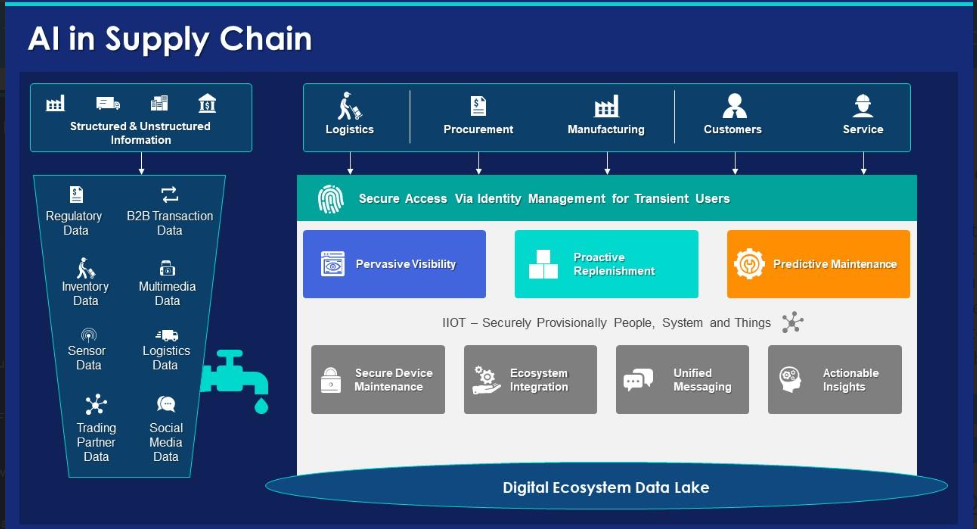 AI in Supply Chain
Structured & Unstructured
Information
Regulatory
Data
B2B Transaction
Data
Inventory
Data
Multimedia
Data
Sensor
Data
Logistics
Data
Trading
Partner
Data
Social
Media
Data
Logistics
Procurement
Manufacturing
Customers
Service
Secure Access Via Identity Management for Transient Users
Pervasive Visibility
Proactive
Replenishment
Predictive Maintenance
IIOT – Securely Provisionally People, System and Things
Secure Device
Maintenance
Ecosystem
Integration
Unified
Messaging
Actionable
Insights
Digital Ecosystem Data Lake